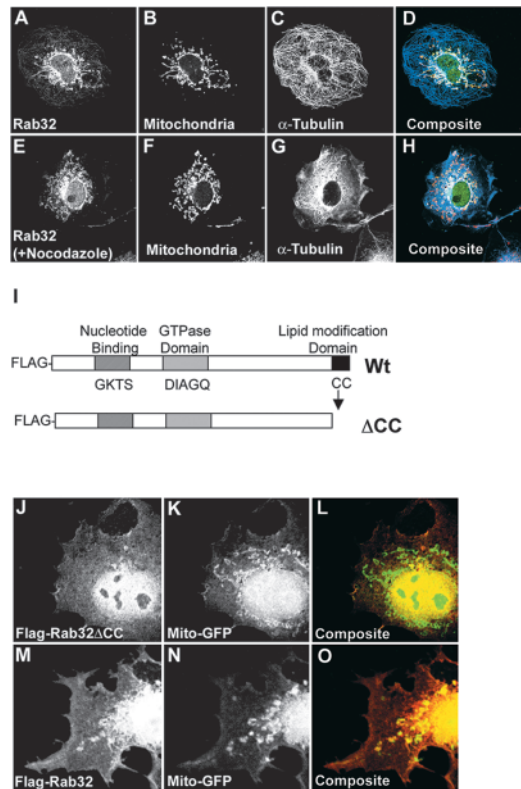 A
B
C
D
Rab32
Mitochondria
α-Tubulin
Composite
E
F
G
H
Rab32
(+Nocodazole)
Mitochondria
α-Tubulin
Composite
I
Nucleotide
Binding
GTPase
Domain
Lipid modification
Domain
FLAG-
Wt
GKTS
DIAGQ
CC
FLAG-
ΔCC
J
K
L
Flag-Rab32ΔCC
Mito-GFP
Composite
M
N
O
Flag-Rab32
Mito-GFP
Composite